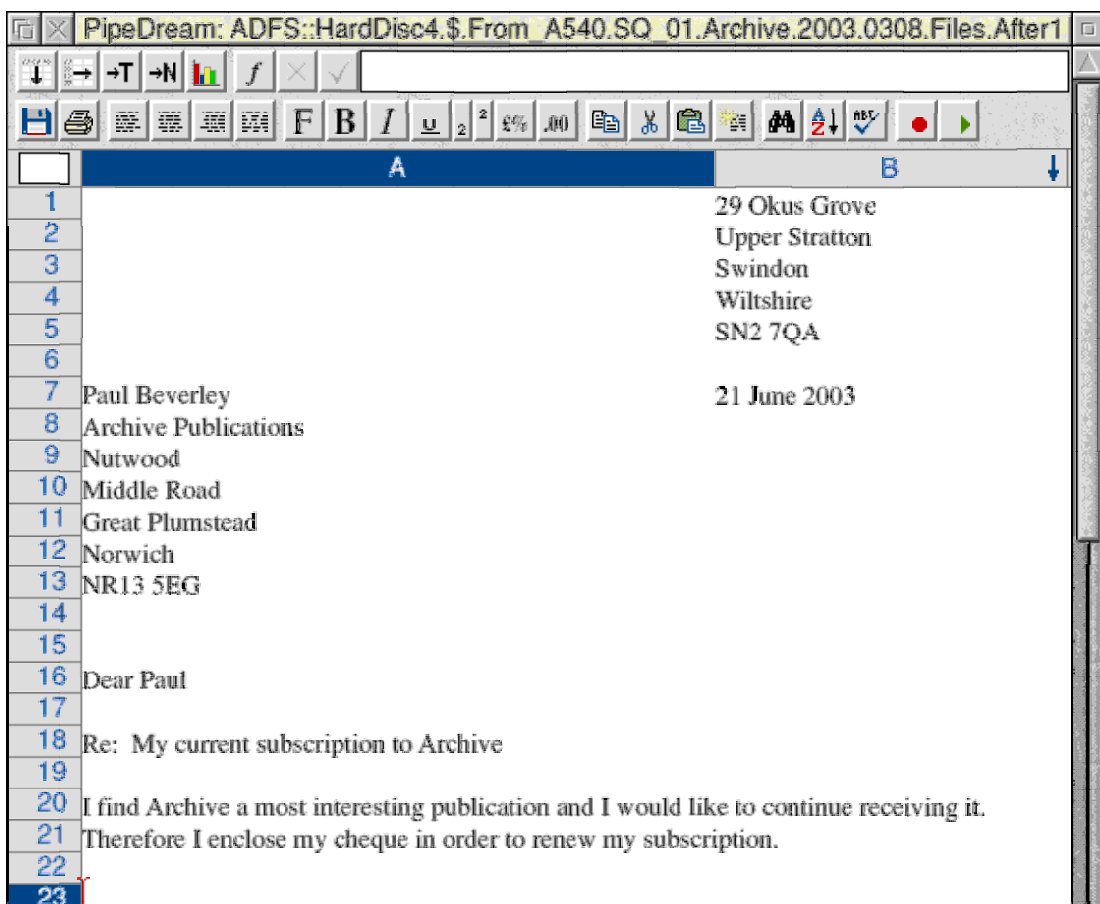 PipeDream: ADFS::HardDisc4.$.From_A540.SQ_01.Archive.2003.0308.Files.After1
→T →N f
F B I u 2 2 £% .00 A Z ABC
A B
1 29 Okus Grove
2 Upper Stratton
3 Swindon
4 Wiltshire
5 SN2 7QA
6
7 Paul Beverley 21 June 2003
8 Archive Publications
9 Nutwood
10 Middle Road
11 Great Plumstead
12 Norwich
13 NR13 5EG
14
15
16 Dear Paul
17
18 Re: My current subscription to Archive
19
20 I find Archive a most interesting publication and I would like to continue receiving it.
21 Therefore I enclose my cheque in order to renew my subscription.
22
23